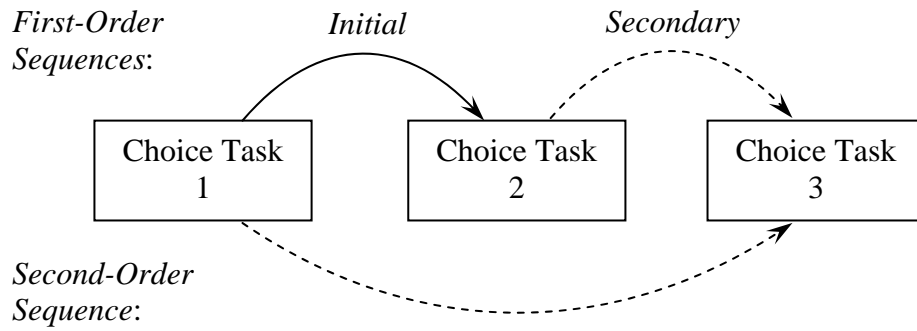 First-Order
Sequences:
Initial
Secondary
Choice Task
1
Choice Task
2
Choice Task
3
Second-Order
Sequence: